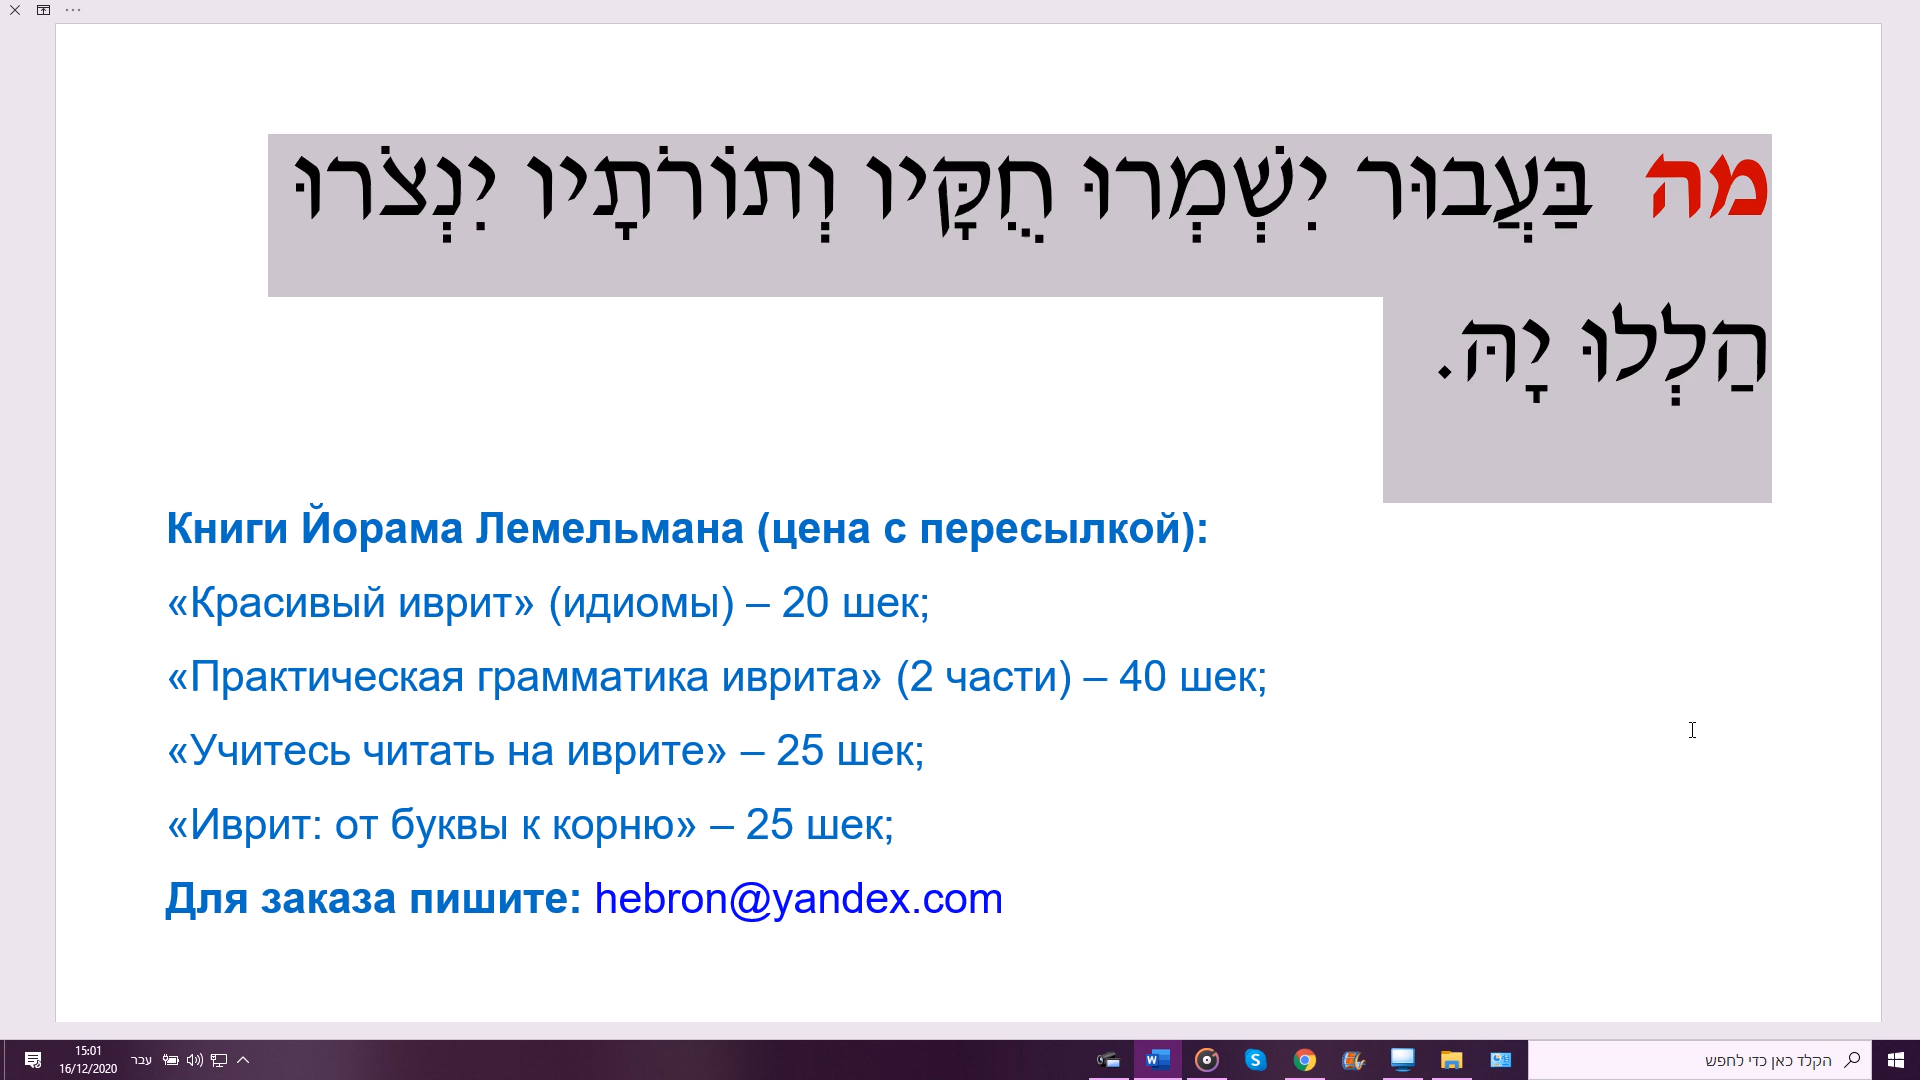 מה בַּעֲבוּר יִשְׁמְרוּ חֻקָּיו וְתוֹרֹתָיו יִנְצֹרוּ
הַלְלוּ יָהּ.
Книги Йорама Лемельмана (цена с пересылкой):
«Красивый иврит» (идиомы) – 20 шек;
«Практическая грамматика иврита» (2 части) – 40 шек;
«Учитесь читать на иврите» – 25 шек;
«Иврит: от буквы к корню» – 25 шек;
Для заказа пишите: hebron@yandex.com
15:01
16/12/2020
עבר
הקלד כאן כדי לחפש